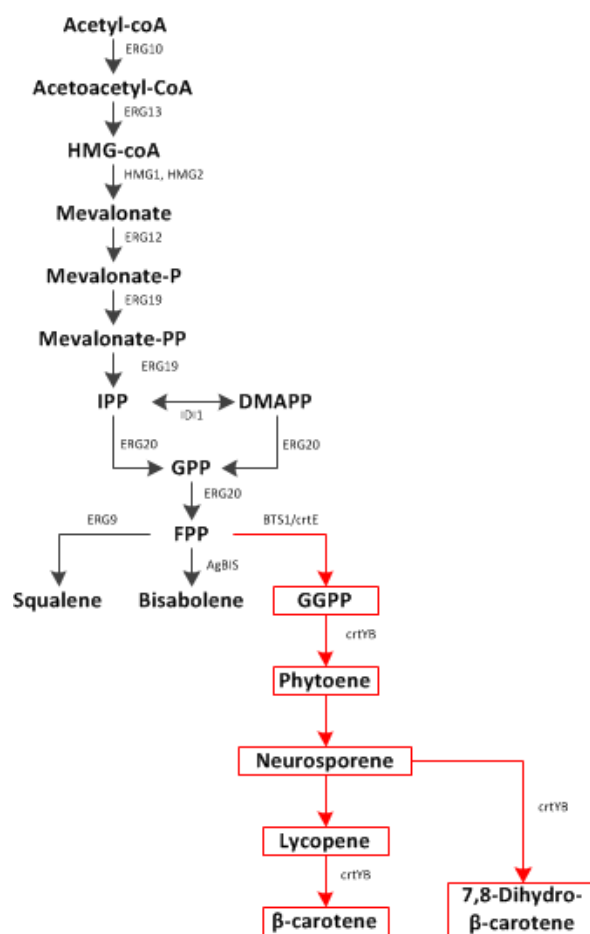 Acetyl-coA
ERG10
Acetoacetyl-CoA
ERG13
HMG-coA
HMG1, HMG2
Mevalonate
ERG12
Mevalonate-P
ERG19
Mevalonate-PP
ERG19
IPP
IDI1
DMAPP
ERG20
ERG20
GPP
ERG20
ERG9
FPP
BTS1/crtE
AgBIS
Squalene
Bisabolene
GGPP
crtYB
Phytoene
Neurosporene
crtYB
Lycopene
crtYB
β-carotene
7,8-Dihydro-
β-carotene